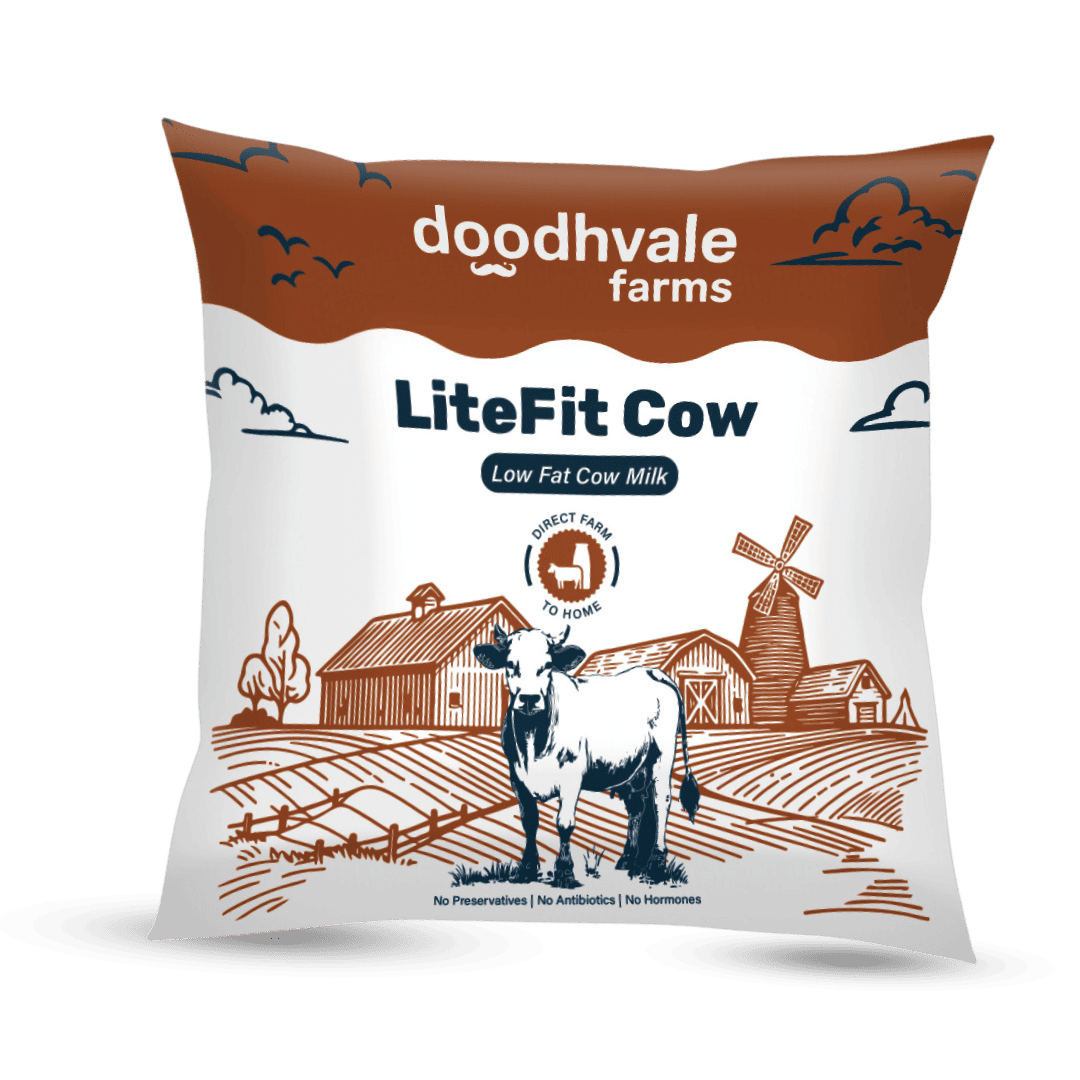 doodhvale
farms
LiteFit Cow
Low Fat Cow Milk
DIRECT FARM
TO HOME
No Preservatives | No Antibiotics | No Hormones